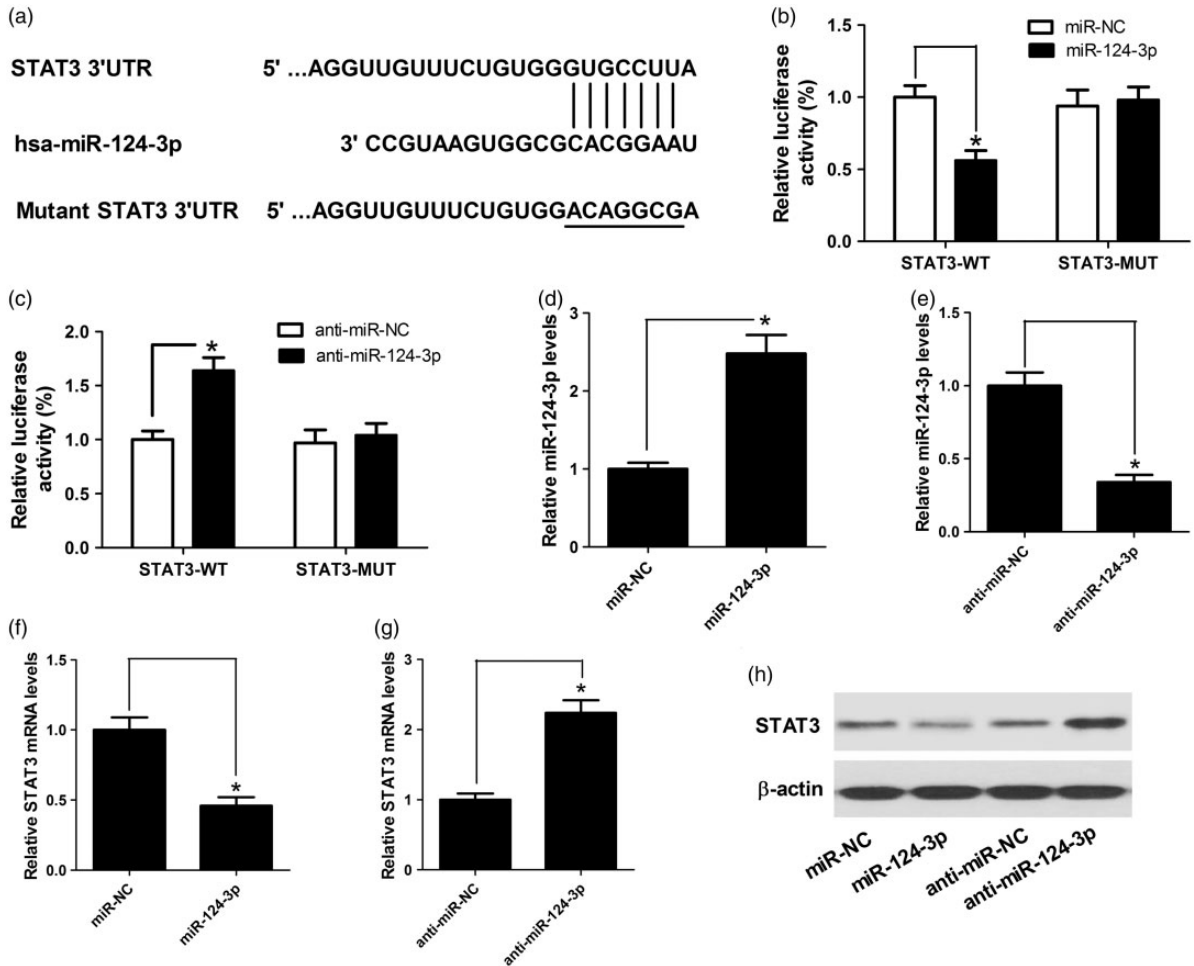 (a)
STAT3 3'UTR 5' ...AGGUUGUUUCUGUGGGUGCCUUA
hsa-miR-124-3p 3' CCGUAAGUGGCGCACGGAAU
Mutant STAT3 3'UTR 5' ...AGGUUGUUUCUGUGGACAGGCGA
(b)
Relative luciferase
activity (%)
1.5
1.0
0.5
0.0
miR-NC
miR-124-3p
*
STAT3-WT STAT3-MUT
(c)
Relative luciferase
activity (%)
2.0
1.5
1.0
0.5
0.0
anti-miR-NC
anti-miR-124-3p
*
STAT3-WT STAT3-MUT
(d)
Relative miR-124-3p levels
3
2
1
0
*
miR-NC
miR-124-3p
(e)
Relative miR-124-3p levels
1.5
1.0
0.5
0.0
*
anti-miR-NC
anti-miR-124-3p
(f)
Relative STAT3 mRNA levels
1.5
1.0
0.5
0.0
*
miR-NC
miR-124-3p
(g)
Relative STAT3 mRNA levels
3
2
1
0
*
anti-miR-NC
anti-miR-124-3p
(h)
STAT3
β-actin
miR-NC
miR-124-3p
anti-miR-NC
anti-miR-124-3p